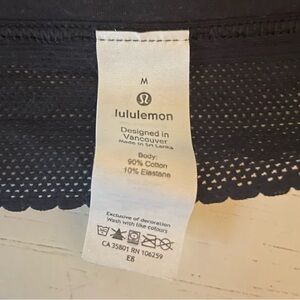 M
lululemon
Designed in
Vancouver
Made in Sri Lanka
Body:
90% Cotton
10% Elastane
Exclusive of decoration
Wash with like colours
CA 35801 RN 106259
E8